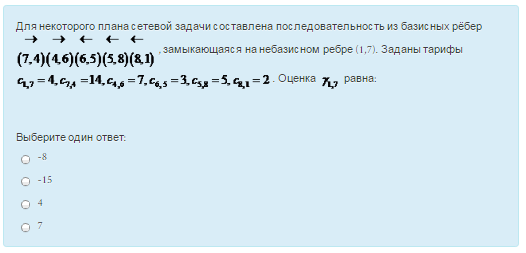 Для некоторого плана сетевой задачи составлена последовательность из базисных рёбер
→ → ← ← ←
(7,4)(4,6)(6,5)(5,8)(8,1) , замыкающаяся на небазисном ребре (1,7). Заданы тарифы
c₁,₇ = 4, c₇,₄ = 14, c₄,₆ = 7, c₆,₅ = 3, c₅,₈ = 5, c₈,₁ = 2 . Оценка γ₁,₇ равна:
Выберите один ответ:
-8
-15
4
7